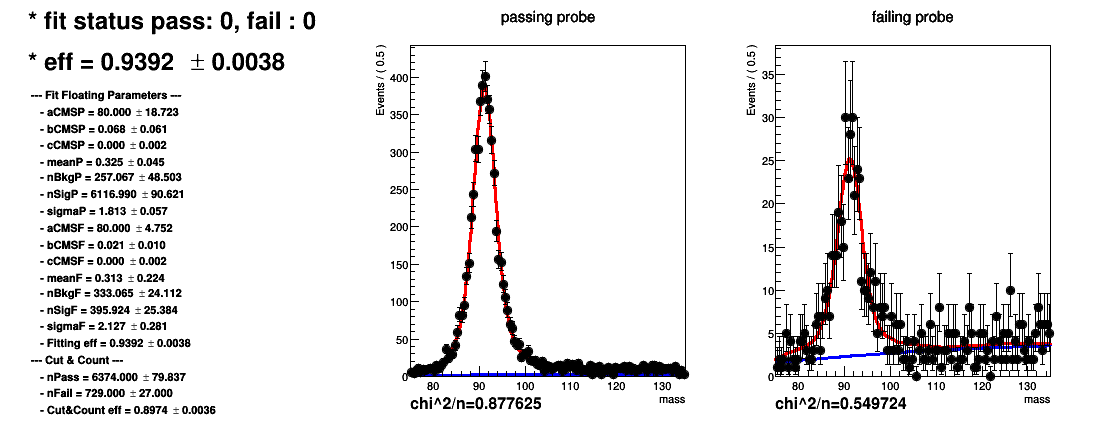 * fit status pass: 0, fail : 0
* eff = 0.9392 ± 0.0038
--- Fit Floating Parameters ---
- aCMSP = 80.000 ± 18.723
- bCMSP = 0.068 ± 0.061
- cCMSP = 0.000 ± 0.002
- meanP = 0.325 ± 0.045
- nBkgP = 257.067 ± 48.503
- nSigP = 6116.990 ± 90.621
- sigmaP = 1.813 ± 0.057
- aCMSF = 80.000 ± 4.752
- bCMSF = 0.021 ± 0.010
- cCMSF = 0.000 ± 0.002
- meanF = 0.313 ± 0.224
- nBkgF = 333.065 ± 24.112
- nSigF = 395.924 ± 25.384
- sigmaF = 2.127 ± 0.281
- Fitting eff = 0.9392 ± 0.0038
--- Cut & Count ---
- nPass = 6374.000 ± 79.837
- nFail = 729.000 ± 27.000
- Cut&Count eff = 0.8974 ± 0.0036
passing probe
Events / ( 0.5 )
400
350
300
250
200
150
100
50
0
80 90 100 110 120 130
mass
chi^2/n=0.877625
failing probe
Events / ( 0.5 )
35
30
25
20
15
10
5
0
80 90 100 110 120 130
mass
chi^2/n=0.549724